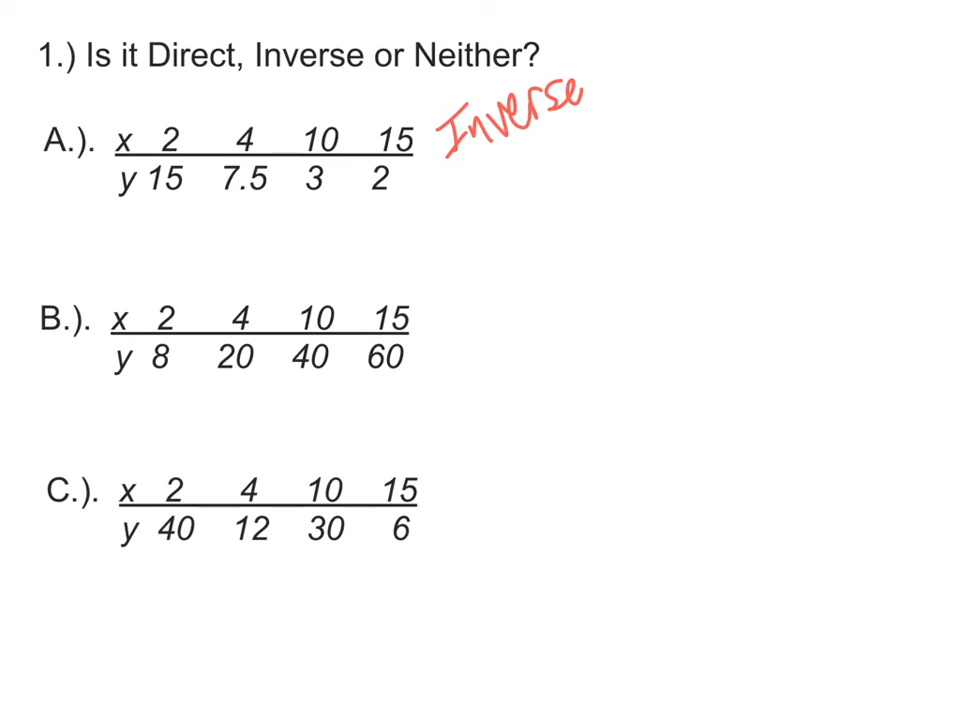 1.) Is it Direct, Inverse or Neither?
Inverse
A.). x 2 4 10 15
y 15 7.5 3 2
B.). x 2 4 10 15
y 8 20 40 60
C.). x 2 4 10 15
y 40 12 30 6